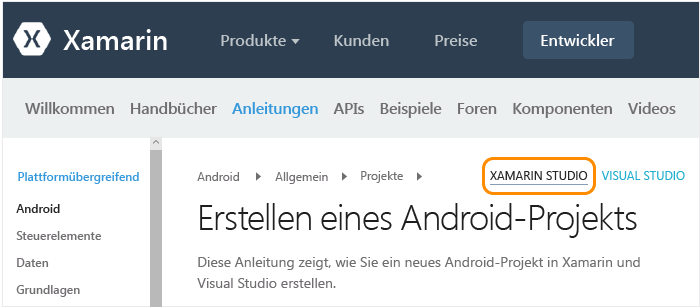 Xamarin Produkte Kunden Preise Entwickler
Willkommen Handbücher Anleitungen APIs Beispiele Foren Komponenten Videos
Plattformübergreifend
Android
Steuerelemente
Daten
Grundlagen
Android Allgemein Projekte XAMARIN STUDIO VISUAL STUDIO
Erstellen eines Android-Projekts
Diese Anleitung zeigt, wie Sie ein neues Android-Projekt in Xamarin und
Visual Studio erstellen.